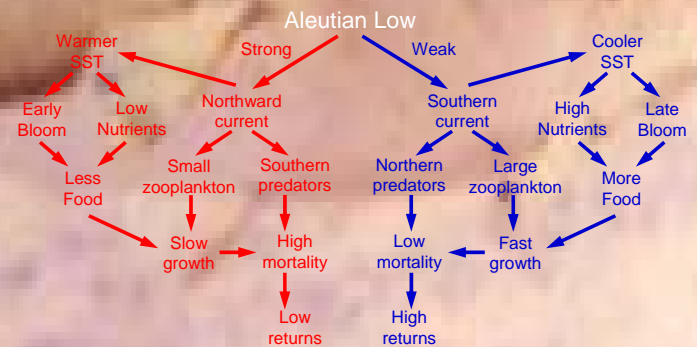 Aleutian Low
Strong
Weak
Warmer
SST
Cooler
SST
Early
Bloom
Low
Nutrients
Northward
current
Southern
current
High
Nutrients
Late
Bloom
Less
Food
Small
zooplankton
Southern
predators
Northern
predators
Large
zooplankton
More
Food
Slow
growth
High
mortality
Low
mortality
Fast
growth
Low
returns
High
returns